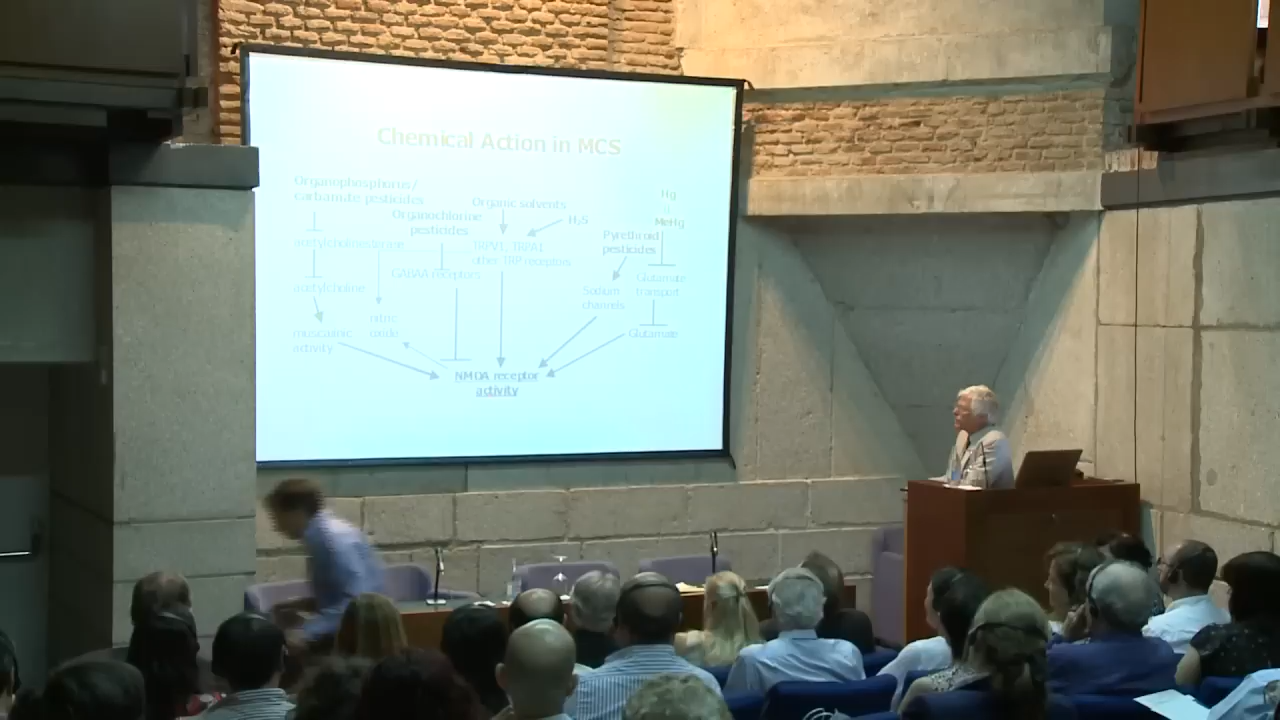 Chemical Action in MCS
Organophosphorus/
carbamate pesticides
Organic solvents
Hg
Organochlorine
pesticides
H₂S
MeHg
Pyrethroid
pesticides
acetylcholinesterase
TRPV1, TRPA1
other TRP receptors
GABAA receptors
Glutamate
transport
acetylcholine
Sodium
channels
muscarinic
activity
nitric
oxide
Glutamate
NMDA receptor
activity